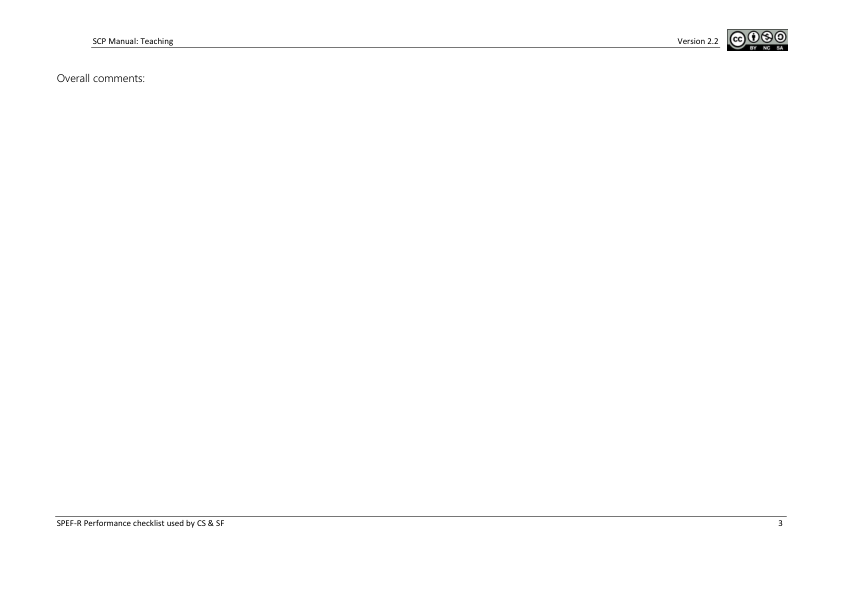 SCP Manual: Teaching Version 2.2
CC BY NC SA
Overall comments:
SPEF-R Performance checklist used by CS & SF 3